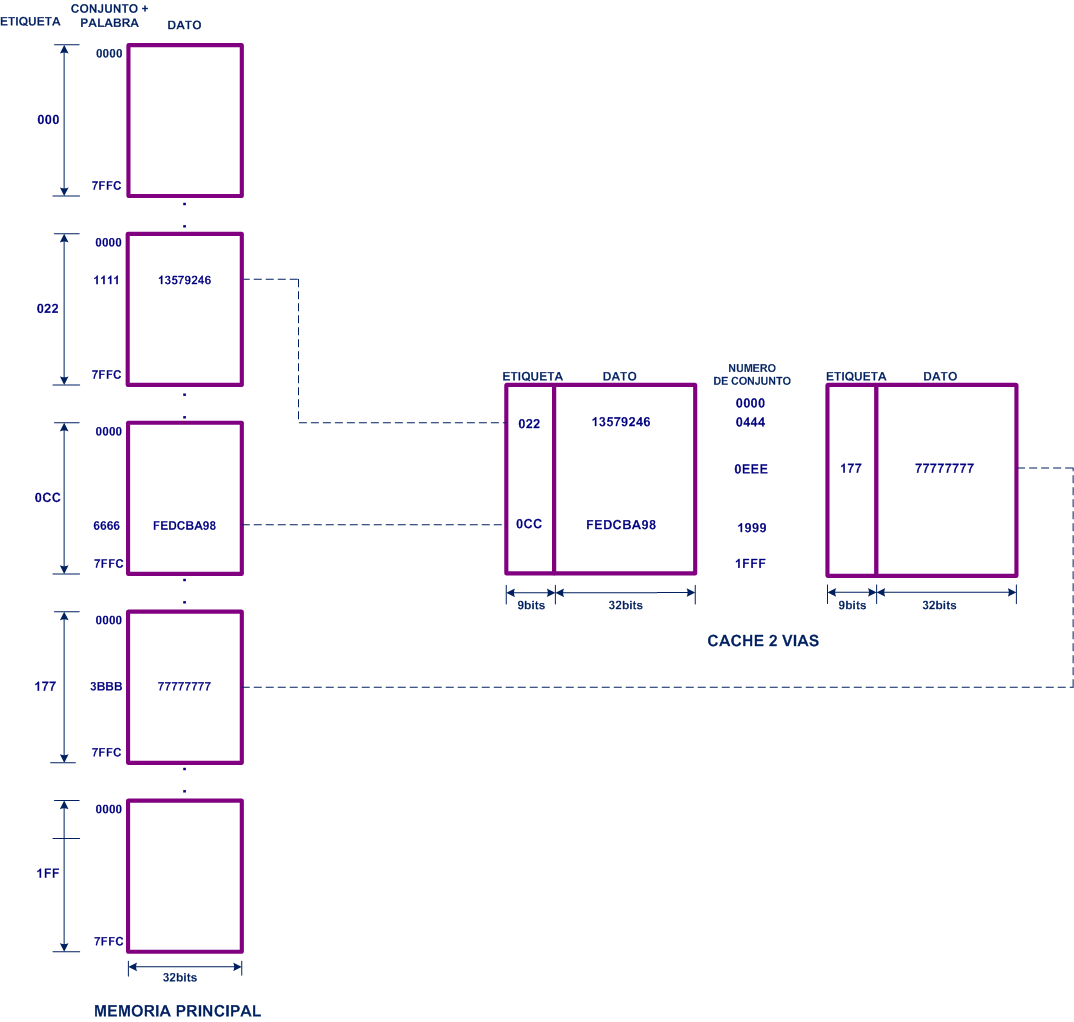 ETIQUETA
CONJUNTO +
PALABRA
DATO
0000
000
7FFC
0000
1111
13579246
022
7FFC
0000
0CC
6666
FEDCBA98
7FFC
0000
177
3BBB
77777777
7FFC
0000
1FF
7FFC
32bits
MEMORIA PRINCIPAL
ETIQUETA
DATO
NUMERO
DE CONJUNTO
ETIQUETA
DATO
0000
022
13579246
0444
0EEE
177
77777777
0CC
FEDCBA98
1999
1FFF
9bits
32bits
9bits
32bits
CACHE 2 VIAS